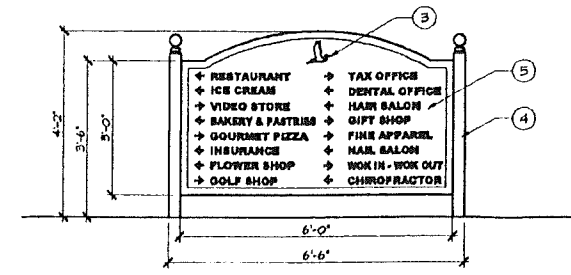 3
← RESTAURANT → TAX OFFICE
← ICE CREAM ← DENTAL OFFICE
→ VIDEO STORE ← HAIR SALON
← BAKERY & PASTRIES → GIFT SHOP
→ GOURMET PIZZA → FINE APPAREL
← INSURANCE ← NAIL SALON
← FLOWER SHOP → WOK IN - WOK OUT
→ GOLF SHOP ← CHIROPRACTOR
5
4
4'-2"
3'-6"
3'-0"
6'-0"
6'-6"